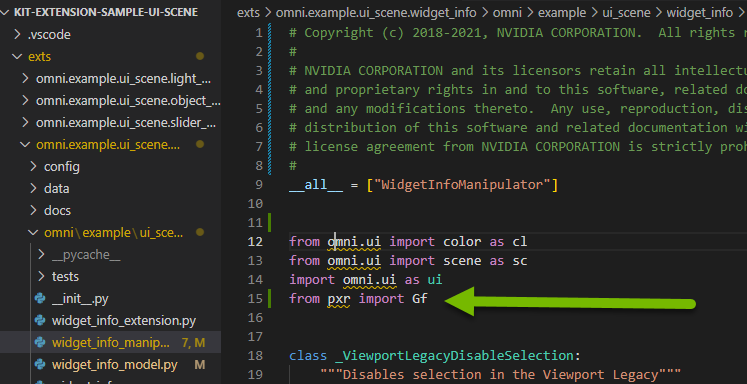 KIT-EXTENSION-SAMPLE-UI-SCENE
.vscode
exts
omni.example.ui_scene.light_...
omni.example.ui_scene.object_...
omni.example.ui_scene.slider_...
omni.example.ui_scene....
config
data
docs
omni\example\ui_sce...
__pycache__
tests
__init__.py
widget_info_extension.py
widget_info_manip... 7, M
widget_info_model.py M
exts > omni.example.ui_scene.widget_info > omni > example > ui_scene > widget_info >
1 # Copyright (c) 2018-2021, NVIDIA CORPORATION. All rights r
2 #
3 # NVIDIA CORPORATION and its licensors retain all intellectu
4 # and proprietary rights in and to this software, related do
5 # and any modifications thereto. Any use, reproduction, dis
6 # distribution of this software and related documentation wi
7 # license agreement from NVIDIA CORPORATION is strictly proh
8 #
9 __all__ = ["WidgetInfoManipulator"]
10
11
12 from omni.ui import color as cl
13 from omni.ui import scene as sc
14 import omni.ui as ui
15 from pxr import Gf
16
17
18 class _ViewportLegacyDisableSelection:
19 """Disables selection in the Viewport Legacy"""